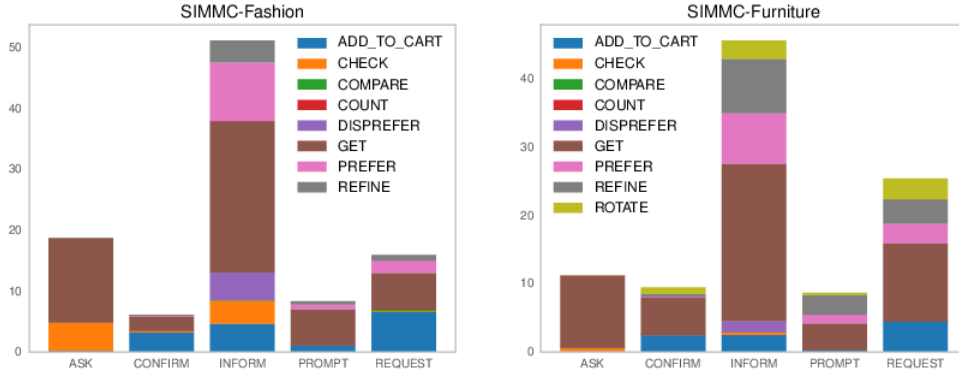 SIMMC-Fashion
50
40
30
20
10
0
ADD_TO_CART
CHECK
COMPARE
COUNT
DISPREFER
GET
PREFER
REFINE
ASK CONFIRM INFORM PROMPT REQUEST
SIMMC-Furniture
40
30
20
10
0
ADD_TO_CART
CHECK
COMPARE
COUNT
DISPREFER
GET
PREFER
REFINE
ROTATE
ASK CONFIRM INFORM PROMPT REQUEST